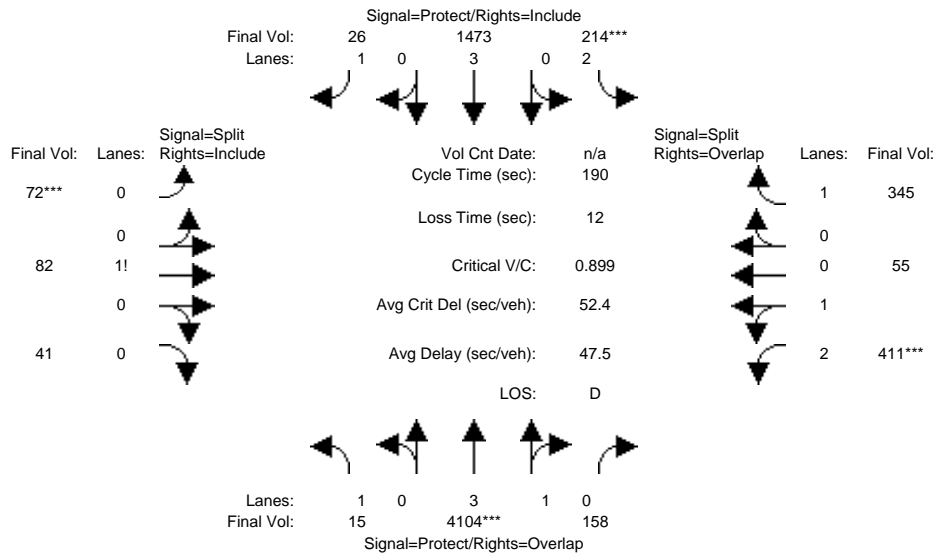 Signal=Protect/Rights=Include
Final Vol: 26 1473 214***
Lanes: 1 0 3 0 2
Signal=Split Signal=Split
Final Vol: Lanes: Rights=Include Vol Cnt Date: n/a Rights=Overlap Lanes: Final Vol:
Cycle Time (sec): 190
72*** 0 1 345
Loss Time (sec): 12
0 0
82 1! Critical V/C: 0.899 0 55
0 Avg Crit Del (sec/veh): 52.4 1
41 0 Avg Delay (sec/veh): 47.5 2 411***
LOS: D
Lanes: 1 0 3 1 0
Final Vol: 15 4104*** 158
Signal=Protect/Rights=Overlap